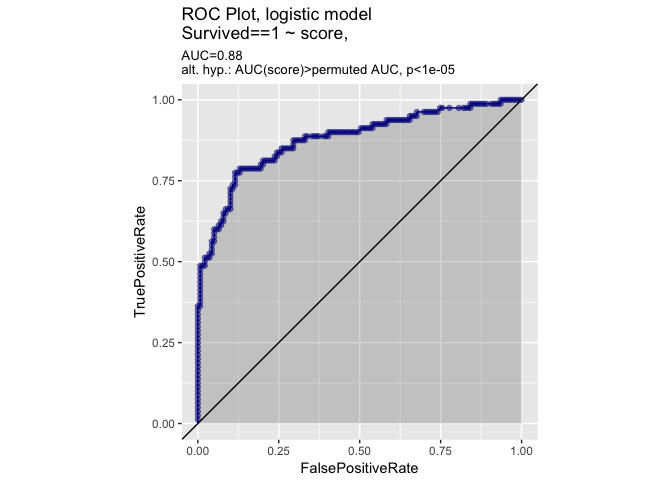 ROC Plot, logistic model
Survived==1 ~ score,
AUC=0.88
alt. hyp.: AUC(score)>permuted AUC, p<1e-05
1.00
0.75
0.50
0.25
0.00
TruePositiveRate
0.00 0.25 0.50 0.75 1.00
FalsePositiveRate